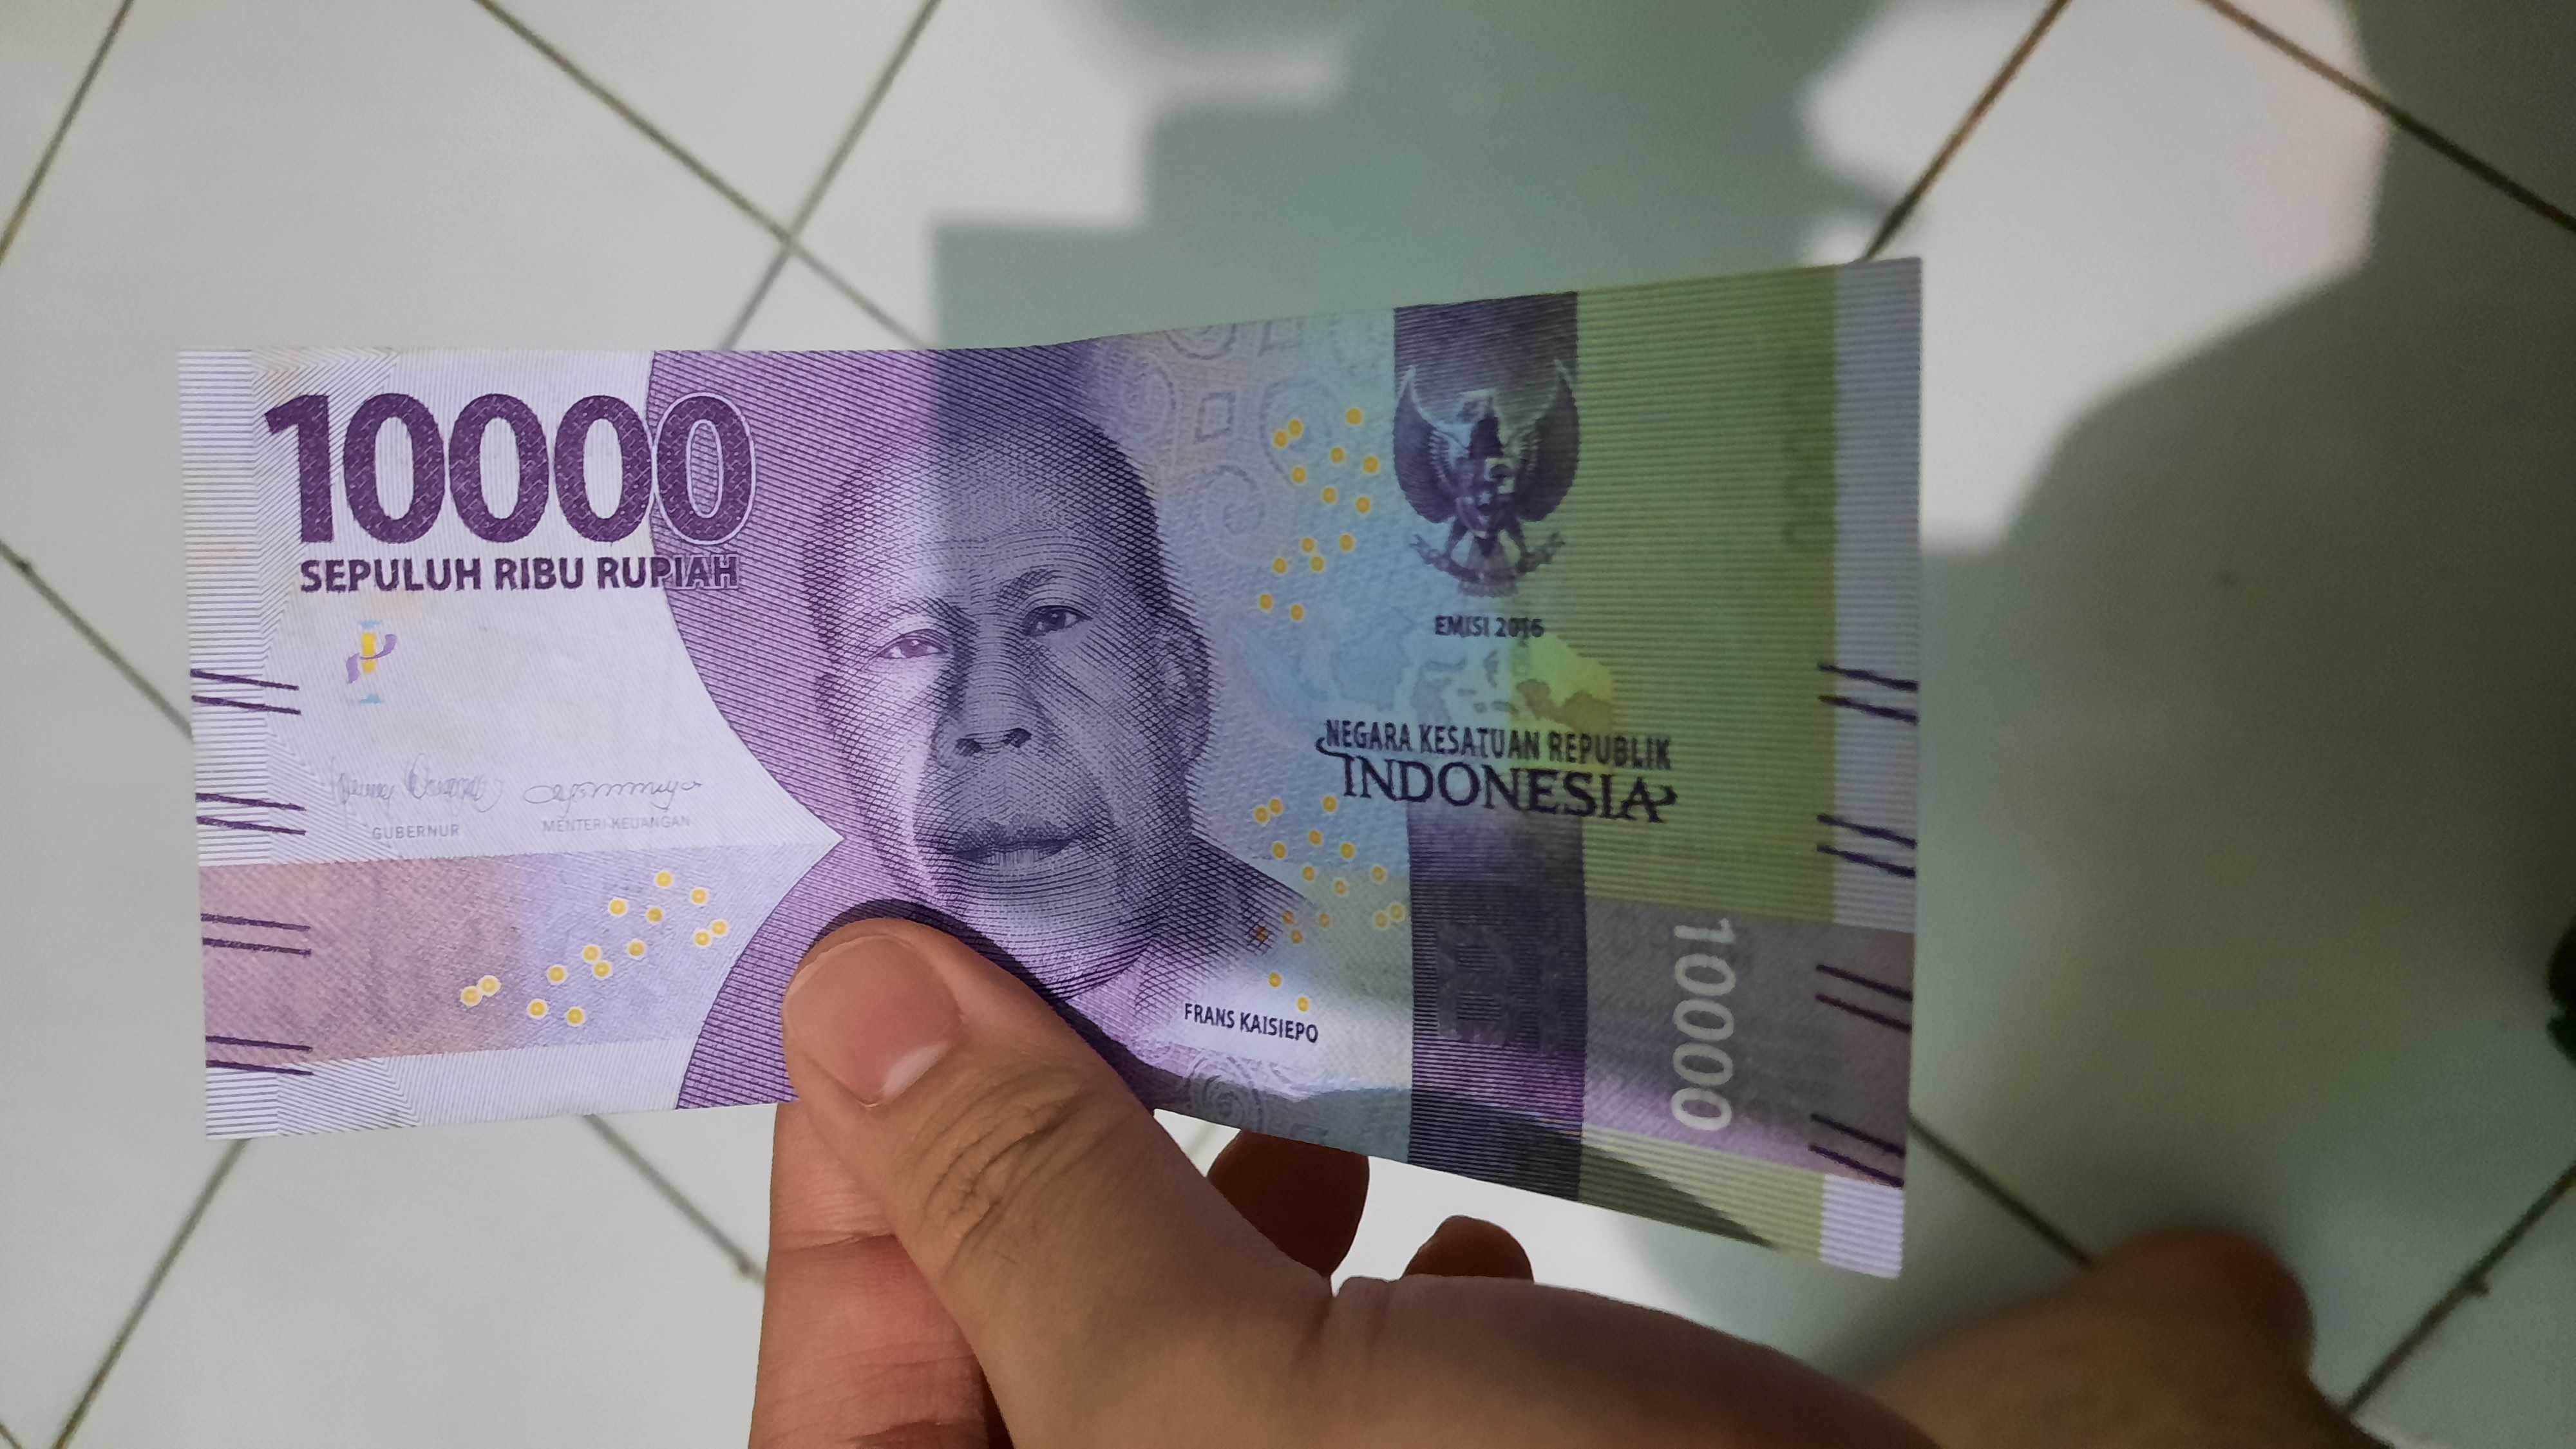 10000
SEPULUH RIBU RUPIAH
GUBERNUR
MENTERI KEUANGAN
FRANS KAISIEPO
EMISI 2016
NEGARA KESATUAN REPUBLIK
INDONESIA
10000